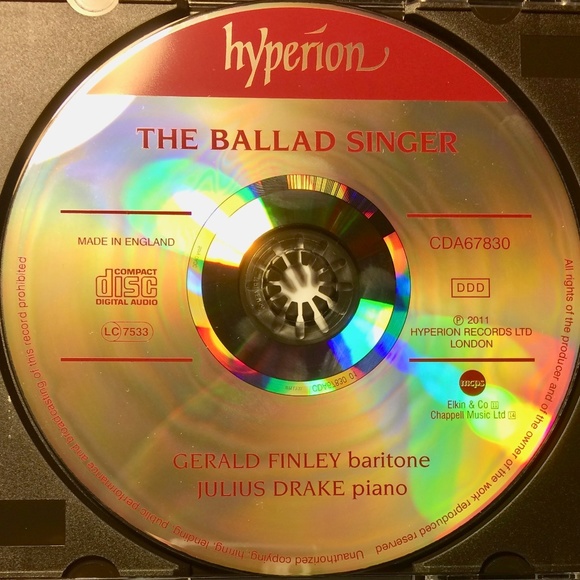 hyperion
THE BALLAD SINGER
MADE IN ENGLAND
CDA67830
COMPACT
disc
DIGITAL AUDIO
DDD
LC 7533
℗ 2011
HYPERION RECORDS LTD
LONDON
mcps
Elkin & Co
Chappell Music Ltd
GERALD FINLEY baritone
JULIUS DRAKE piano
All rights of the producer and of the owner of the work reproduced reserved. Unauthorized copying, hiring, lending, public performance and broadcasting of this record prohibited